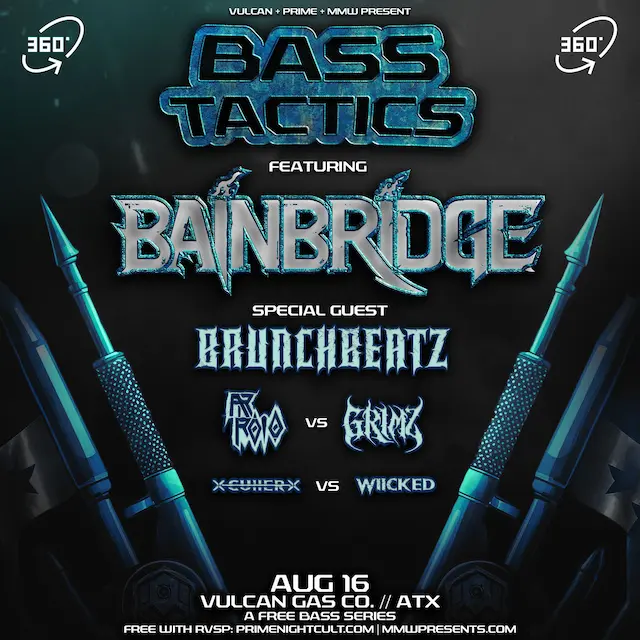 VULCAN + PRIME + MMW PRESENT
360°
360°
BASS
TACTICS
FEATURING
BAINBRIDGE
SPECIAL GUEST
BRUNCHBEATZ
VS GRIMZ
VS WIICKED
AUG 16
VULCAN GAS CO. // ATX
A FREE BASS SERIES
FREE WITH RVSP: PRIMENIGHTCULT.COM | MMWPRESENTS.COM